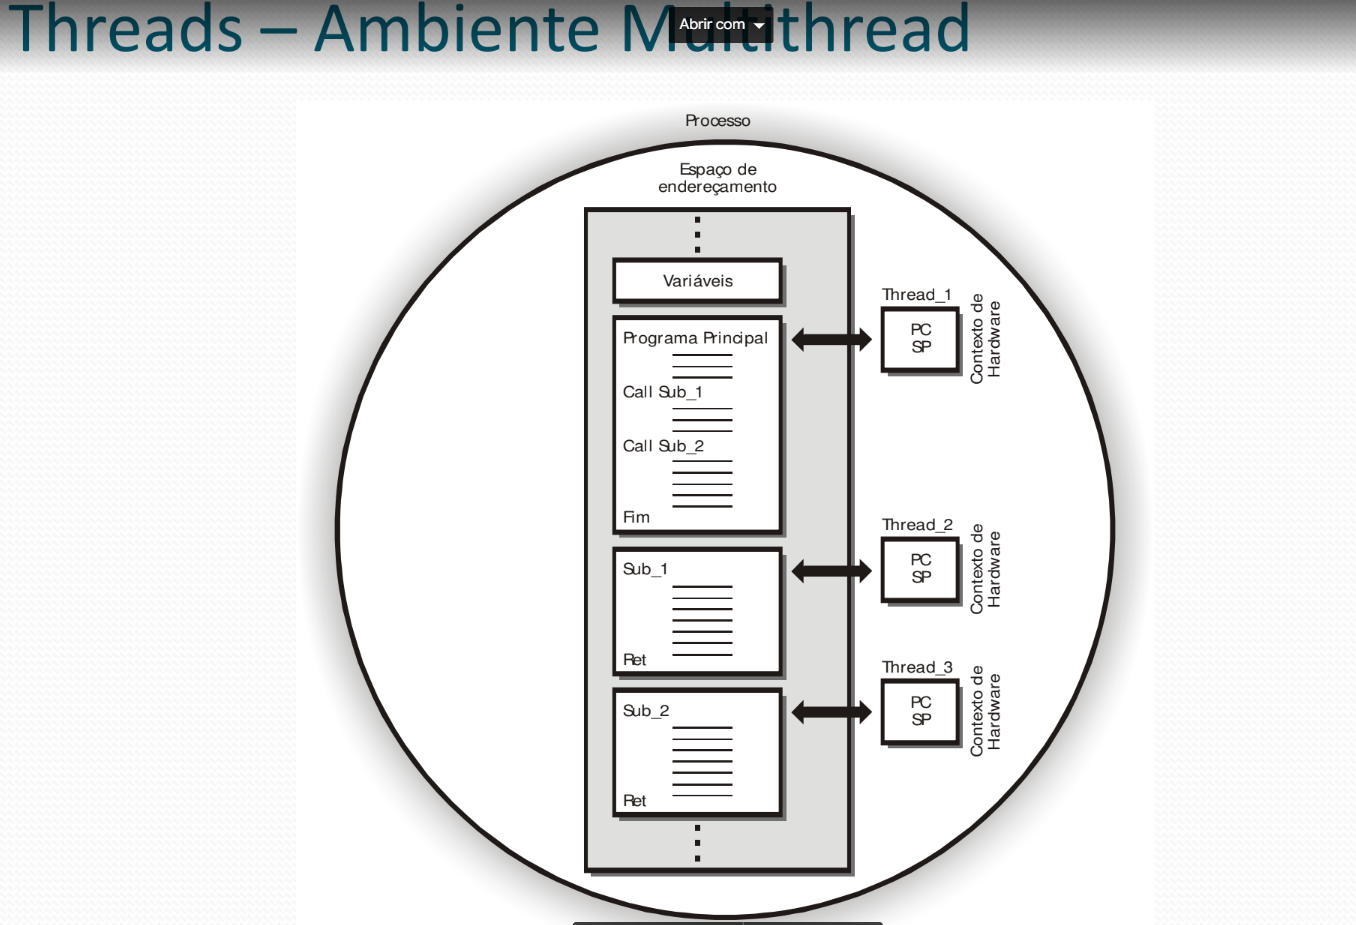 Threads – Ambiente Multithread
Abrir com
Processo
Espaço de
endereçamento
Variáveis
Programa Principal
Call Sub_1
Call Sub_2
Fim
Sub_1
Ret
Sub_2
Ret
Thread_1
PC
SP
Contexto de
Hardware
Thread_2
PC
SP
Contexto de
Hardware
Thread_3
PC
SP
Contexto de
Hardware